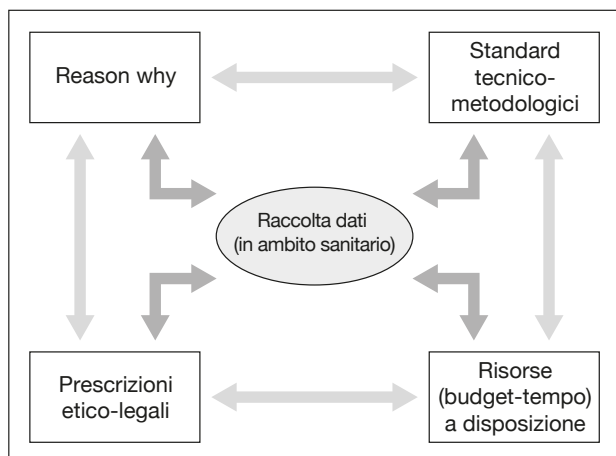 Reason why
Standard
tecnico-
metodologici
Raccolta dati
(in ambito sanitario)
Prescrizioni
etico-legali
Risorse
(budget-tempo)
a disposizione